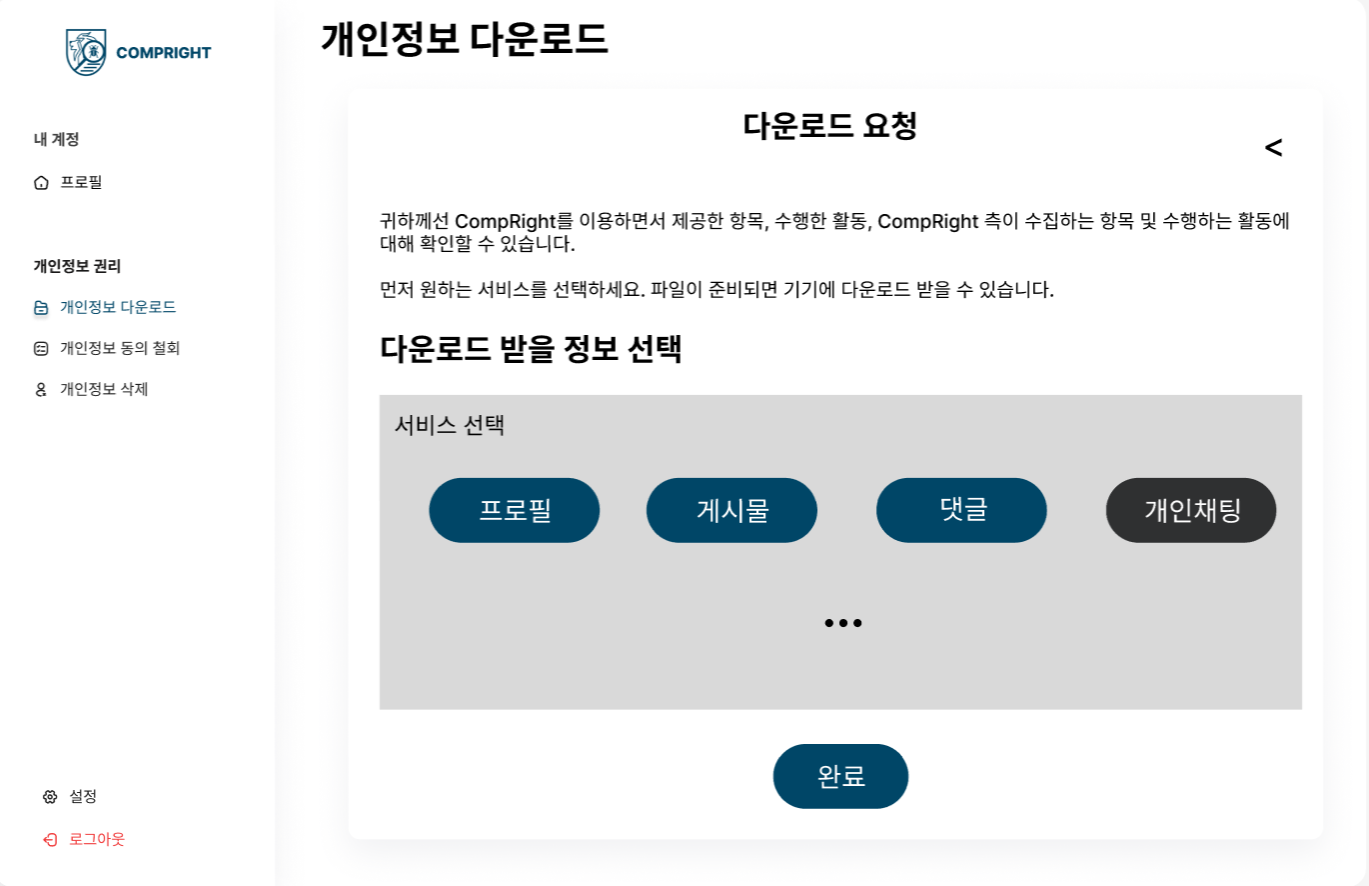 COMPRIGHT
내 계정
프로필
개인정보 권리
개인정보 다운로드
개인정보 동의 철회
개인정보 삭제
설정
로그아웃
개인정보 다운로드
다운로드 요청
<
귀하께선 CompRight를 이용하면서 제공한 항목, 수행한 활동, CompRight 측이 수집하는 항목 및 수행하는 활동에
대해 확인할 수 있습니다.
먼저 원하는 서비스를 선택하세요. 파일이 준비되면 기기에 다운로드 받을 수 있습니다.
다운로드 받을 정보 선택
서비스 선택
프로필 게시물 댓글 개인채팅
•••
완료